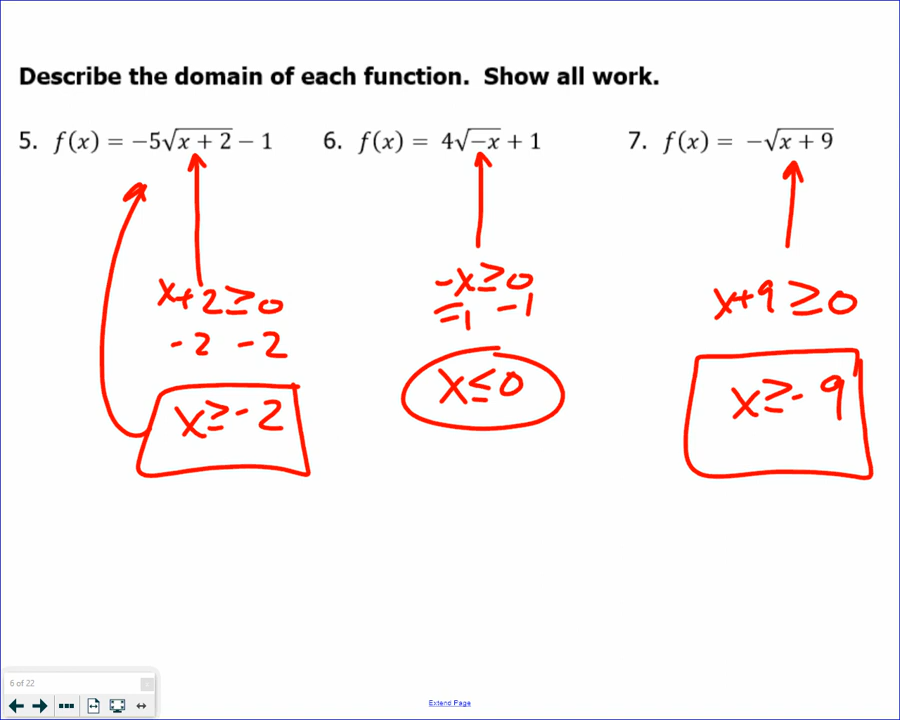 Describe the domain of each function. Show all work.
5. f(x) = −5√(x + 2) − 1
6. f(x) = 4√(−x) + 1
7. f(x) = −√(x + 9)
x+2≥0
-2 -2
x≥-2
-x≥0
-1 -1
x≤0
x+9≥0
x≥-9
6 of 22
Extend Page